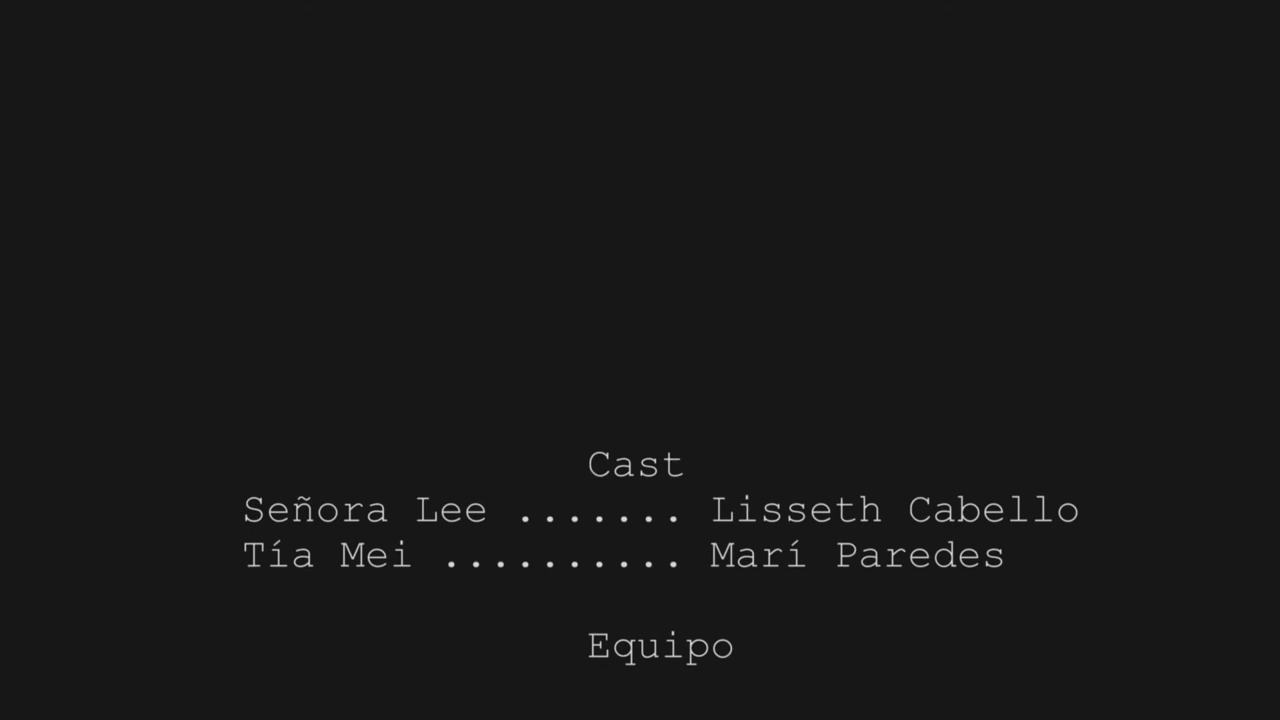 Cast
Señora Lee ....... Lisseth Cabello
Tía Mei .......... Marí Paredes
Equipo